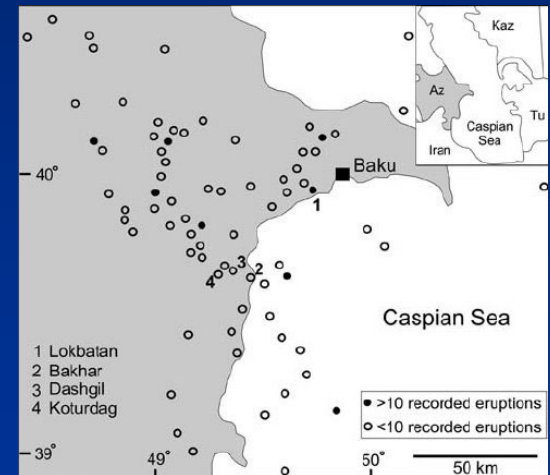 Kaz
Az
Tu
Caspian
Sea
Iran
40°
Baku
1
3
2
4
Caspian Sea
1 Lokbatan
2 Bakhar
3 Dashgil
4 Koturdag
>10 recorded eruptions
<10 recorded eruptions
39°
49°
50°
50 km